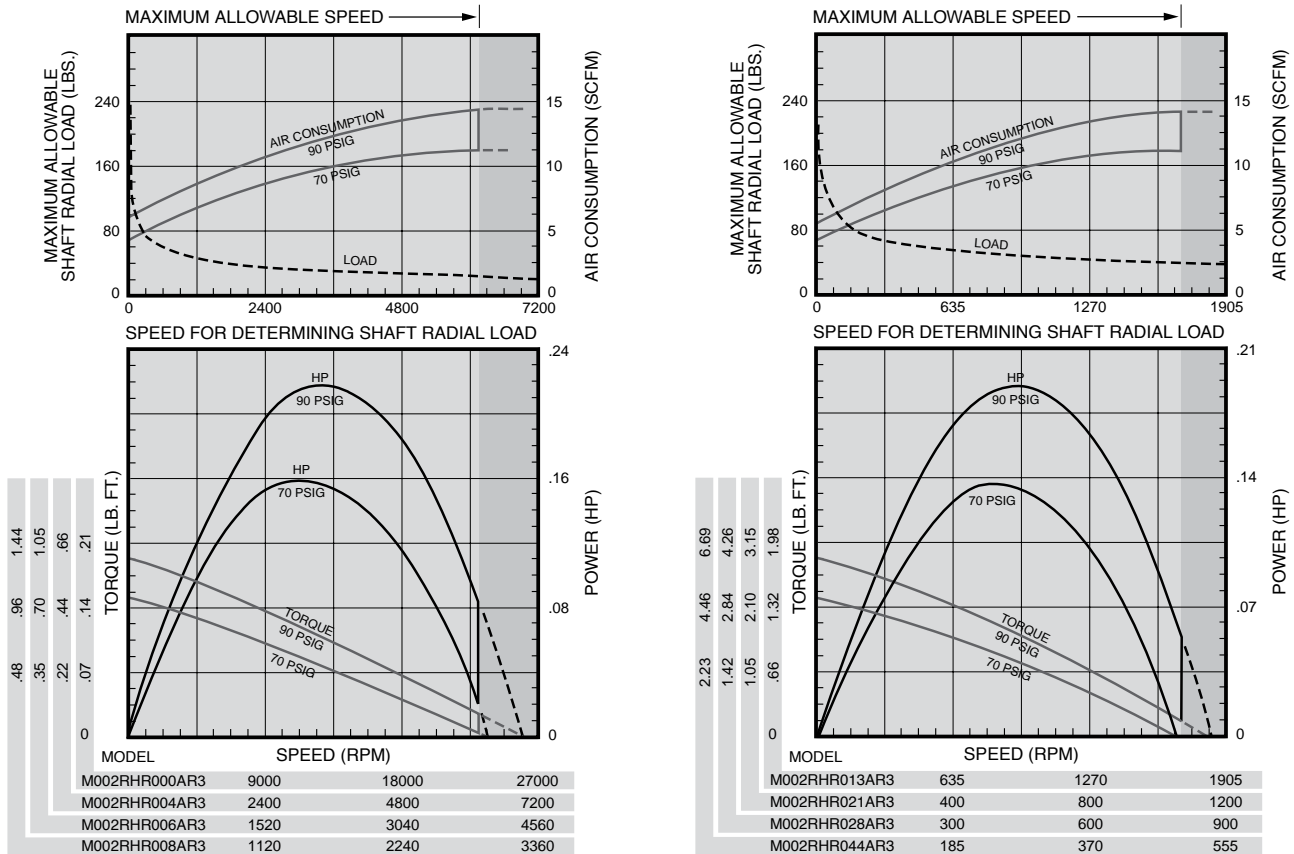 MAXIMUM ALLOWABLE SPEED
MAXIMUM ALLOWABLE
SHAFT RADIAL LOAD (LBS.)
240
160
80
0
AIR CONSUMPTION
90 PSIG
70 PSIG
LOAD
15
10
5
0
AIR CONSUMPTION (SCFM)
0 2400 4800 7200
SPEED FOR DETERMINING SHAFT RADIAL LOAD
HP
90 PSIG
HP
70 PSIG
TORQUE
90 PSIG
70 PSIG
.24
.16
.08
0
POWER (HP)
TORQUE (LB. FT.)
1.44 1.05 .66 .21
.96 .70 .44 .14
.48 .35 .22 .07
0
MODEL SPEED (RPM)
M002RHR000AR3 9000 18000 27000
M002RHR004AR3 2400 4800 7200
M002RHR006AR3 1520 3040 4560
M002RHR008AR3 1120 2240 3360
MAXIMUM ALLOWABLE SPEED
MAXIMUM ALLOWABLE
SHAFT RADIAL LOAD (LBS.)
240
160
80
0
AIR CONSUMPTION
90 PSIG
70 PSIG
LOAD
15
10
5
0
AIR CONSUMPTION (SCFM)
0 635 1270 1905
SPEED FOR DETERMINING SHAFT RADIAL LOAD
HP
90 PSIG
HP
70 PSIG
TORQUE
90 PSIG
70 PSIG
.21
.14
.07
0
POWER (HP)
TORQUE (LB. FT.)
6.69 4.26 3.15 1.98
4.46 2.84 2.10 1.32
2.23 1.42 1.05 .66
0
MODEL SPEED (RPM)
M002RHR013AR3 635 1270 1905
M002RHR021AR3 400 800 1200
M002RHR028AR3 300 600 900
M002RHR044AR3 185 370 555